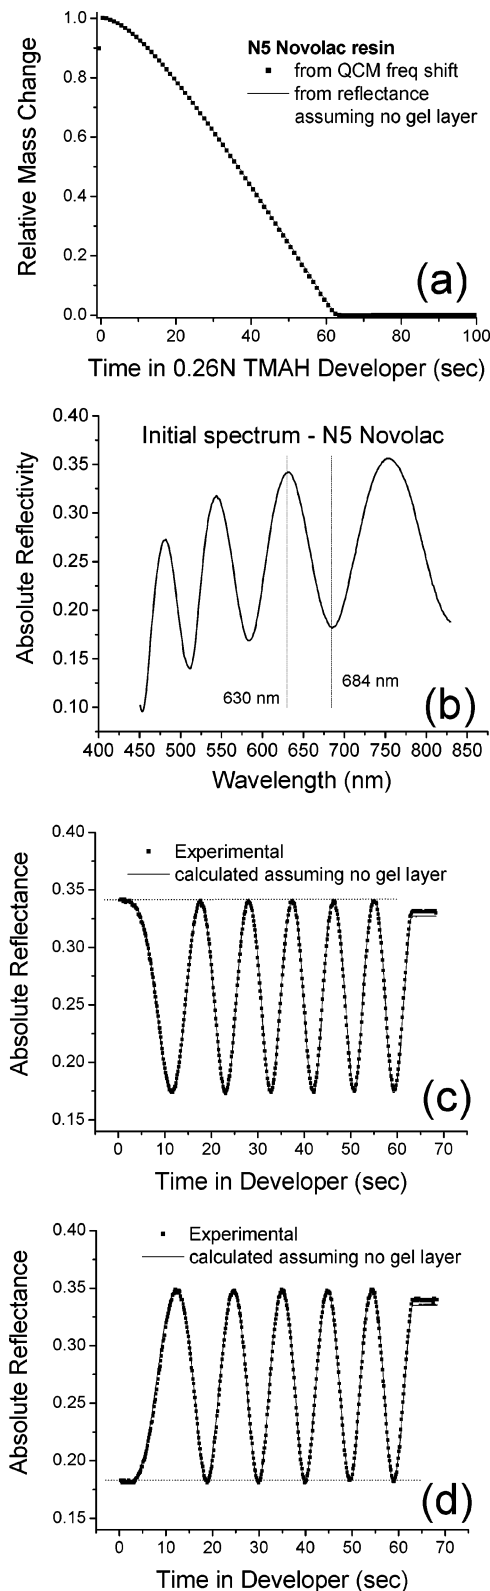 N5 Novolac resin
from QCM freq shift
from reflectance
assuming no gel layer
Relative Mass Change
1.0
0.8
0.6
0.4
0.2
0.0
(a)
0 20 40 60 80 100
Time in 0.26N TMAH Developer (sec)
Initial spectrum - N5 Novolac
Absolute Reflectivity
0.40
0.35
0.30
0.25
0.20
0.15
0.10
630 nm
684 nm
(b)
400 450 500 550 600 650 700 750 800 850
Wavelength (nm)
Experimental
calculated assuming no gel layer
Absolute Reflectance
0.40
0.35
0.30
0.25
0.20
0.15
(c)
0 10 20 30 40 50 60 70 80
Time in Developer (sec)
Experimental
calculated assuming no gel layer
Absolute Reflectance
0.40
0.35
0.30
0.25
0.20
0.15
(d)
0 10 20 30 40 50 60 70 80
Time in Developer (sec)